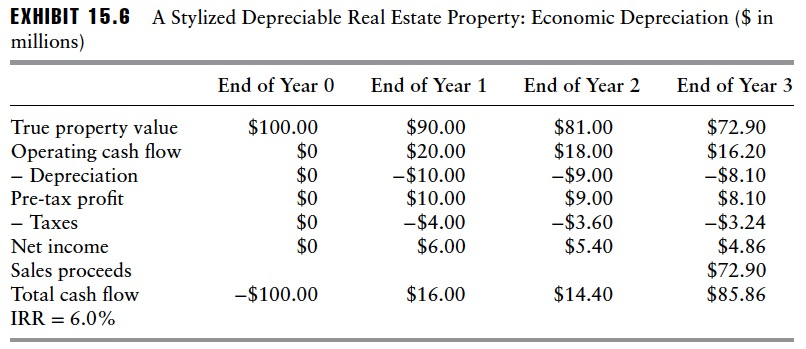 EXHIBIT 15.6 A Stylized Depreciable Real Estate Property: Economic Depreciation ($ in
millions)
End of Year 0 End of Year 1 End of Year 2 End of Year 3
True property value $100.00 $90.00 $81.00 $72.90
Operating cash flow $0 $20.00 $18.00 $16.20
– Depreciation $0 –$10.00 –$9.00 –$8.10
Pre-tax profit $0 $10.00 $9.00 $8.10
– Taxes $0 –$4.00 –$3.60 –$3.24
Net income $0 $6.00 $5.40 $4.86
Sales proceeds $72.90
Total cash flow –$100.00 $16.00 $14.40 $85.86
IRR = 6.0%